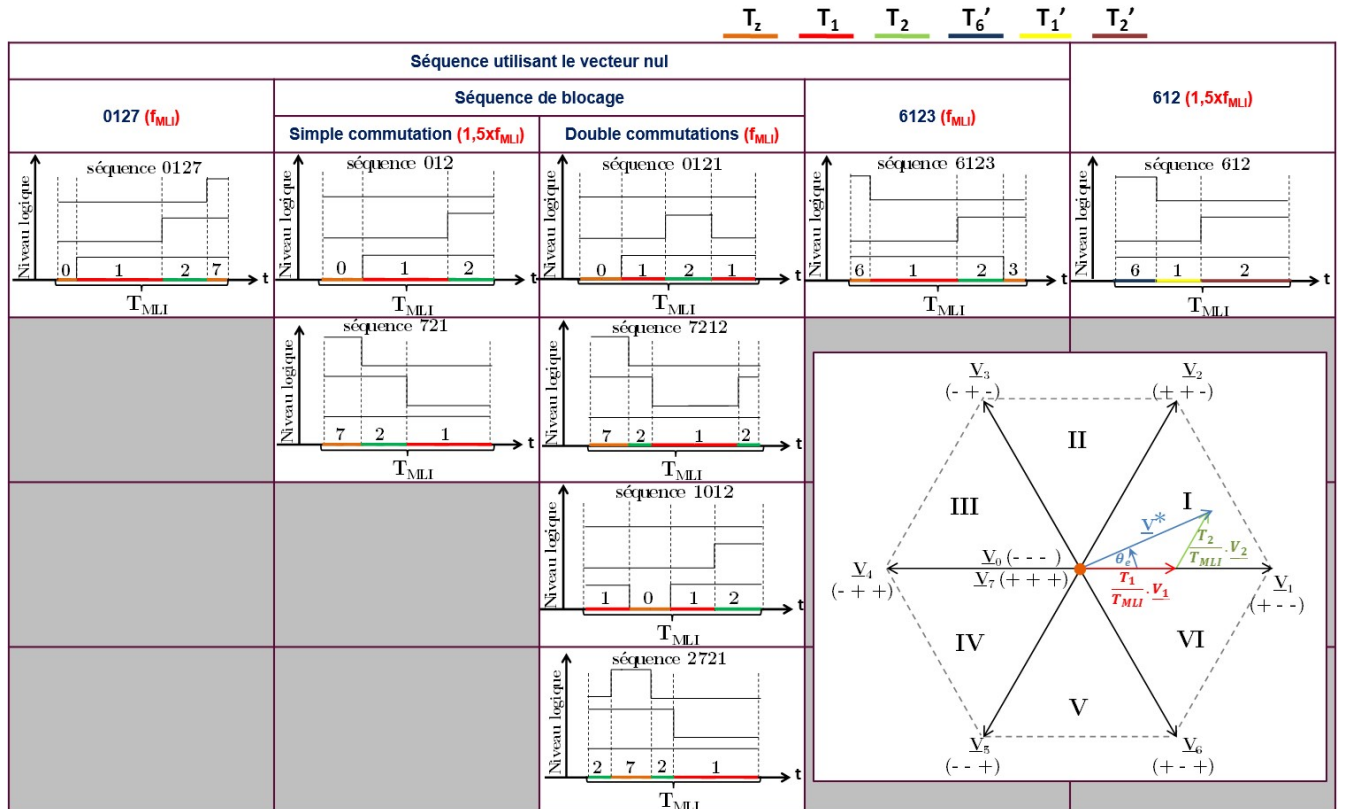 Tz T1 T2 T6’ T1’ T2’
Séquence utilisant le vecteur nul
612 (1,5xfMLI)
0127 (fMLI)
Séquence de blocage
6123 (fMLI)
Simple commutation (1,5xfMLI)
Double commutations (fMLI)
séquence 0127
Niveau logique
0 1 2 7 t
TMLI
séquence 012
Niveau logique
0 1 2 t
TMLI
séquence 0121
Niveau logique
0 1 2 1 t
TMLI
séquence 6123
Niveau logique
6 1 2 3 t
TMLI
séquence 612
Niveau logique
6 1 2 t
TMLI
séquence 721
Niveau logique
7 2 1 t
TMLI
séquence 7212
Niveau logique
7 2 1 2 t
TMLI
séquence 1012
Niveau logique
1 0 1 2 t
TMLI
séquence 2721
Niveau logique
2 7 2 1 t
TMLI
V3 V2
(- + -) (+ + -)
II
III I
V*
T2/TMLI . V2
θe
V0 (- - -)
V7 (+ + +)
V4
(- + +)
T1/TMLI . V1
V1
(+ - -)
IV VI
V
V5 V6
(- - +) (+ - +)